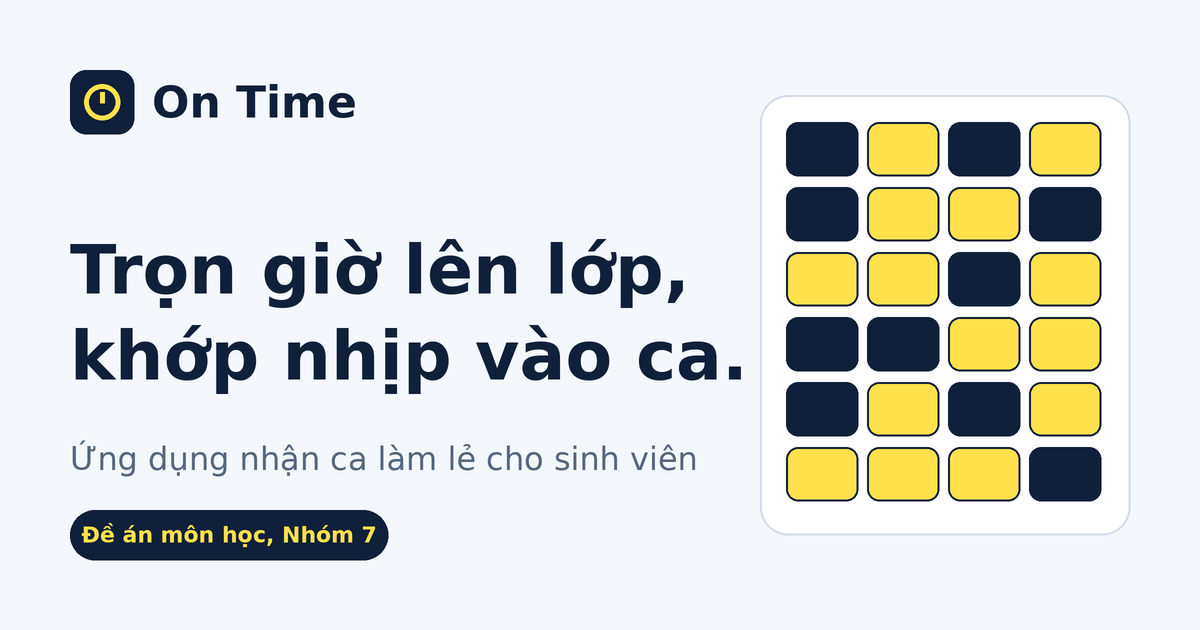 On Time
Trọn giờ lên lớp,
khớp nhịp vào ca.
Ứng dụng nhận ca làm lẻ cho sinh viên
Đề án môn học, Nhóm 7